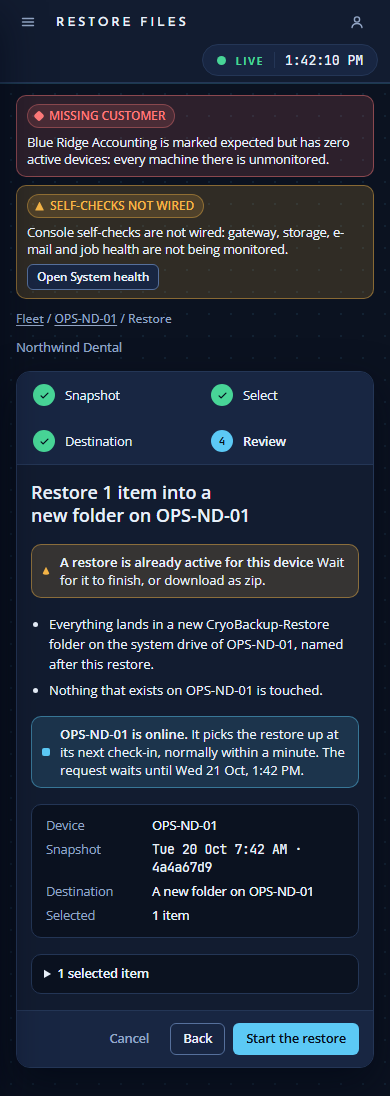 RESTORE FILES
LIVE 1:42:10 PM
MISSING CUSTOMER
Blue Ridge Accounting is marked expected but has zero
active devices: every machine there is unmonitored.
SELF-CHECKS NOT WIRED
Console self-checks are not wired: gateway, storage, e-
mail and job health are not being monitored.
Open System health
Fleet / OPS-ND-01 / Restore
Northwind Dental
Snapshot
Select
Destination
4 Review
Restore 1 item into a
new folder on OPS-ND-01
A restore is already active for this device Wait
for it to finish, or download as zip.
• Everything lands in a new CryoBackup-Restore
folder on the system drive of OPS-ND-01, named
after this restore.
• Nothing that exists on OPS-ND-01 is touched.
OPS-ND-01 is online. It picks the restore up at
its next check-in, normally within a minute. The
request waits until Wed 21 Oct, 1:42 PM.
Device OPS-ND-01
Snapshot Tue 20 Oct 7:42 AM ·
4a4a67d9
Destination A new folder on OPS-ND-01
Selected 1 item
1 selected item
Cancel Back Start the restore